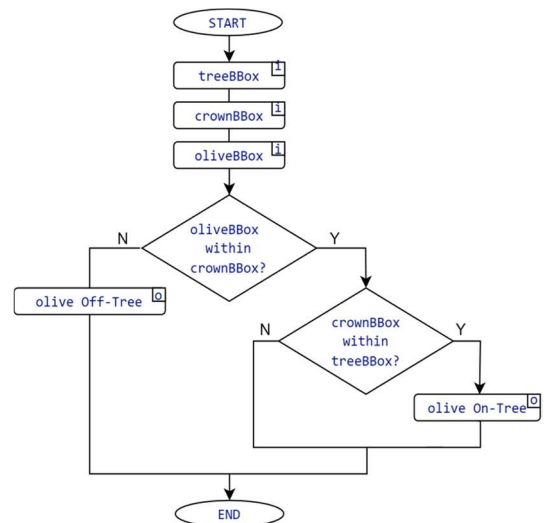 START
treeBBox i
crownBBox i
oliveBBox i
oliveBBox
within
crownBBox?
N
Y
olive Off-Tree o
crownBBox
within
treeBBox?
N
Y
olive On-Tree o
END